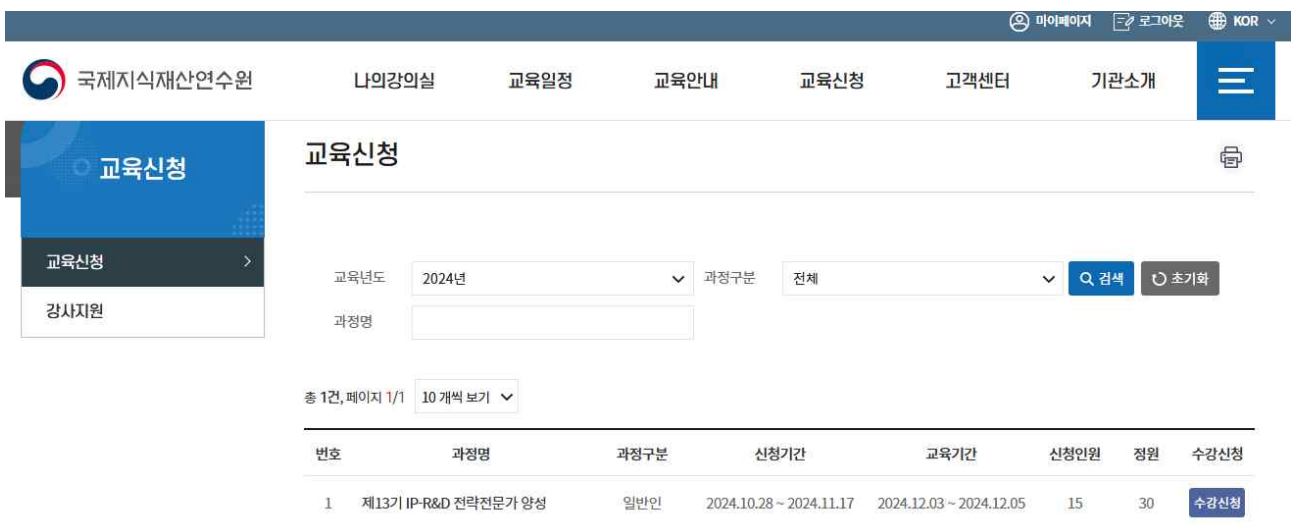 마이페이지 로그아웃 KOR
국제지식재산연수원 나의강의실 교육일정 교육안내 교육신청 고객센터 기관소개
교육신청
교육신청
교육신청
강사지원
교육년도 2024년 과정구분 전체 검색 초기화
과정명
총 1건, 페이지 1/1 10 개씩 보기
번호 과정명 과정구분 신청기간 교육기간 신청인원 정원 수강신청
1 제13기 IP-R&D 전략전문가 양성 일반인 2024.10.28 ~ 2024.11.17 2024.12.03 ~ 2024.12.05 15 30 수강신청